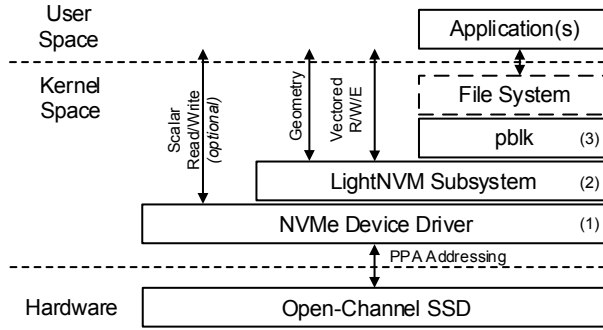 User
Space
Application(s)
Kernel
Space
File System
Scalar
Read/Write
(optional)
Geometry
Vectored
R/W/E
pblk (3)
LightNVM Subsystem (2)
NVMe Device Driver (1)
PPA Addressing
Hardware
Open-Channel SSD